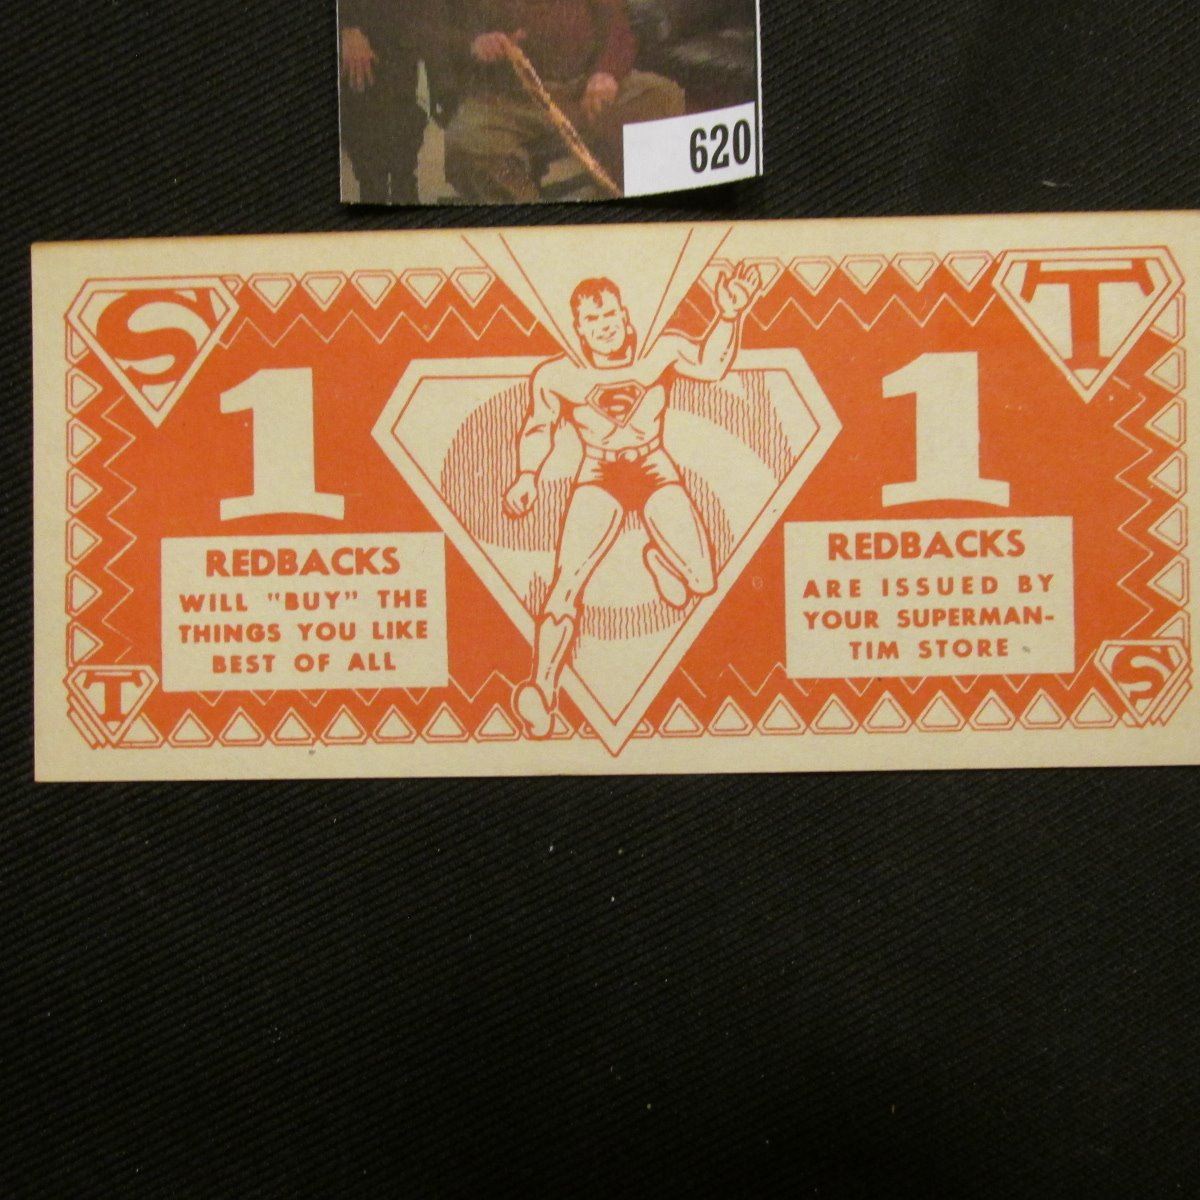 620
S
T
1
1
S
REDBACKS
WILL "BUY" THE
THINGS YOU LIKE
BEST OF ALL
REDBACKS
ARE ISSUED BY
YOUR SUPERMAN-
TIM STORE
T
S